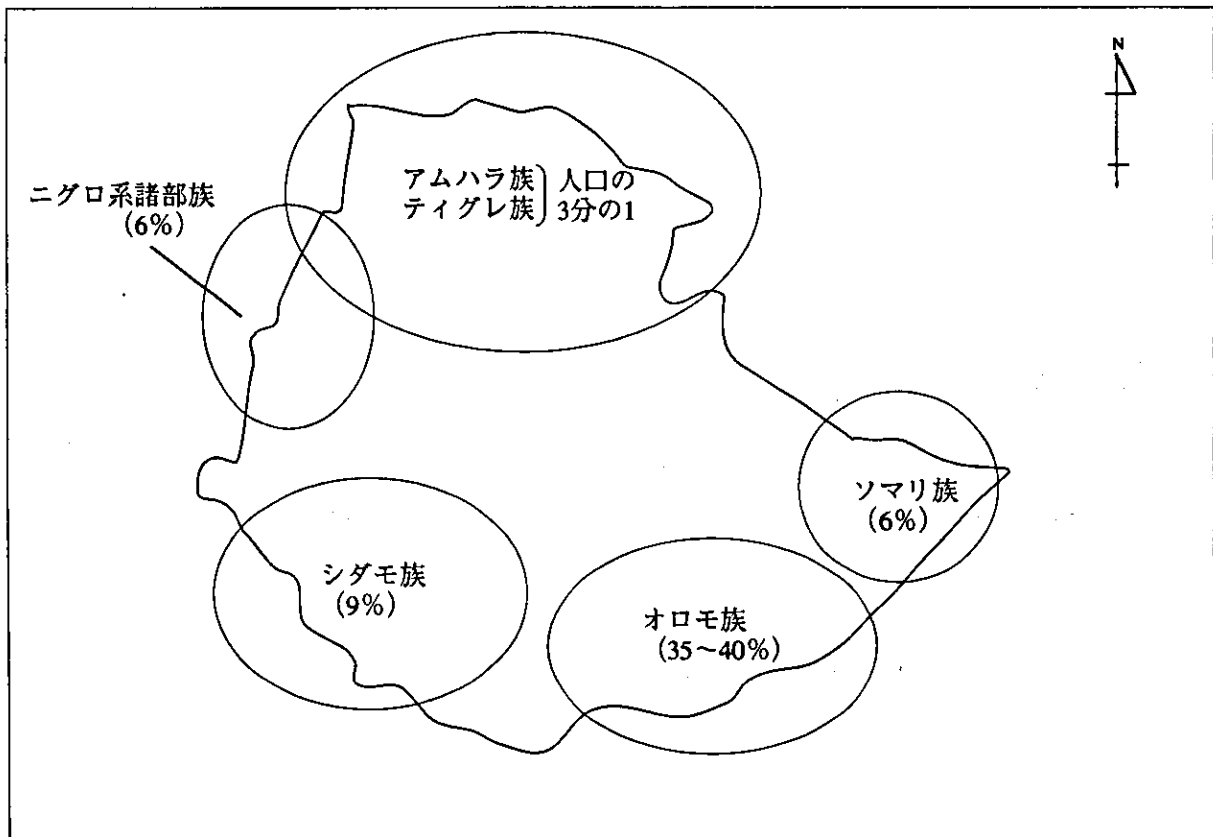 N
アムハラ族
ティグレ族
人口の
3分の1
ニグロ系諸部族
(6%)
ソマリ族
(6%)
シダモ族
(9%)
オロモ族
(35～40%)